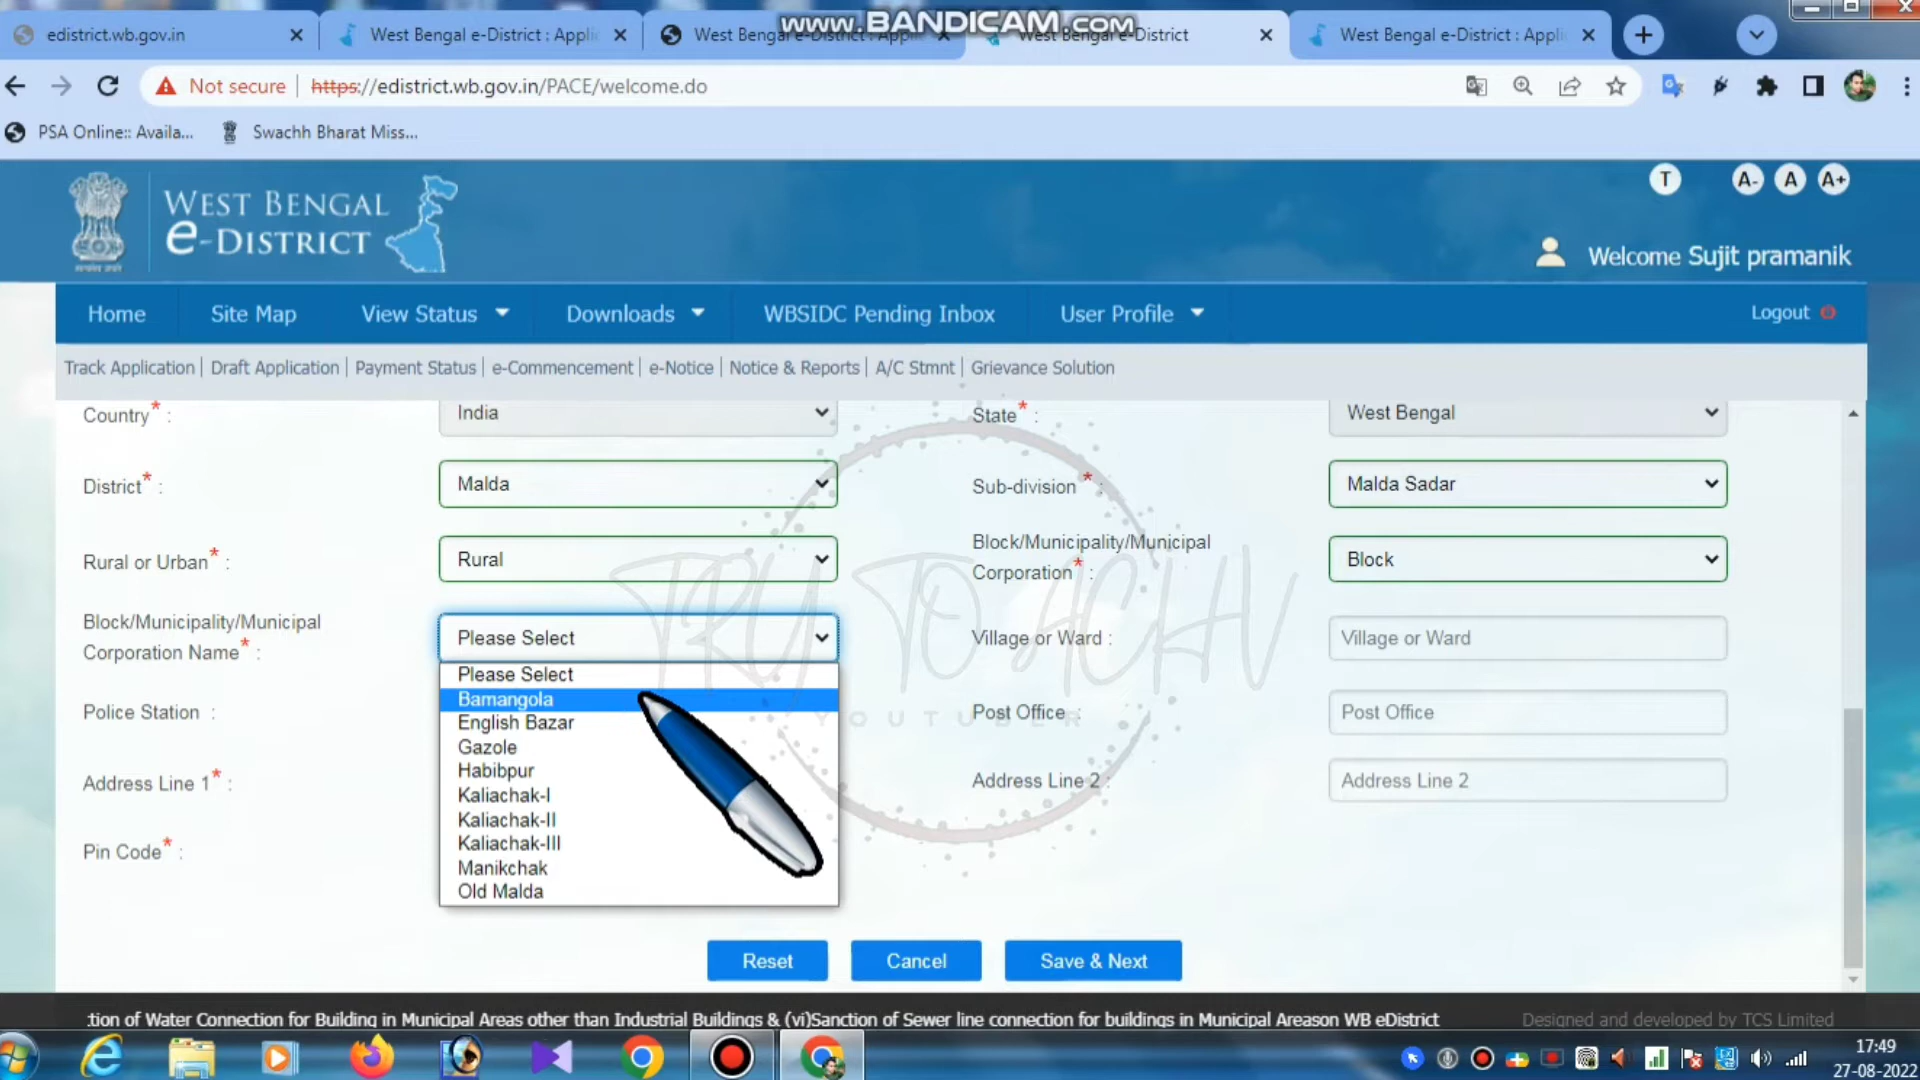 www.BANDICAM.com
edistrict.wb.gov.in
West Bengal e-District : Appli
West Bengal e-District : Applic
West Bengal e-District
West Bengal e-District : Appli
Not secure
https://edistrict.wb.gov.in/PACE/welcome.do
PSA Online:: Availa...
Swachh Bharat Miss...
T A- A A+
WEST BENGAL
e-DISTRICT
Welcome Sujit pramanik
Home Site Map View Status Downloads WBSIDC Pending Inbox User Profile Logout
Track Application | Draft Application | Payment Status | e-Commencement | e-Notice | Notice & Reports | A/C Stmnt | Grievance Solution
Country* : India State* : West Bengal
District* : Malda Sub-division* : Malda Sadar
Rural or Urban* : Rural Block/Municipality/Municipal Corporation* : Block
Block/Municipality/Municipal Corporation Name* : Please Select Village or Ward : Village or Ward
Please Select
Bamangola
English Bazar
Gazole
Habibpur
Kaliachak-I
Kaliachak-II
Kaliachak-III
Manikchak
Old Malda
Police Station : Post Office : Post Office
Address Line 1* : Address Line 2 : Address Line 2
Pin Code* :
TRY TO ACHV
YOUTUBER
Reset Cancel Save & Next
:tion of Water Connection for Building in Municipal Areas other than Industrial Buildings & (vi)Sanction of Sewer line connection for buildings in Municipal Areason WB eDistrict
Designed and developed by TCS Limited
17:49
27-08-2022